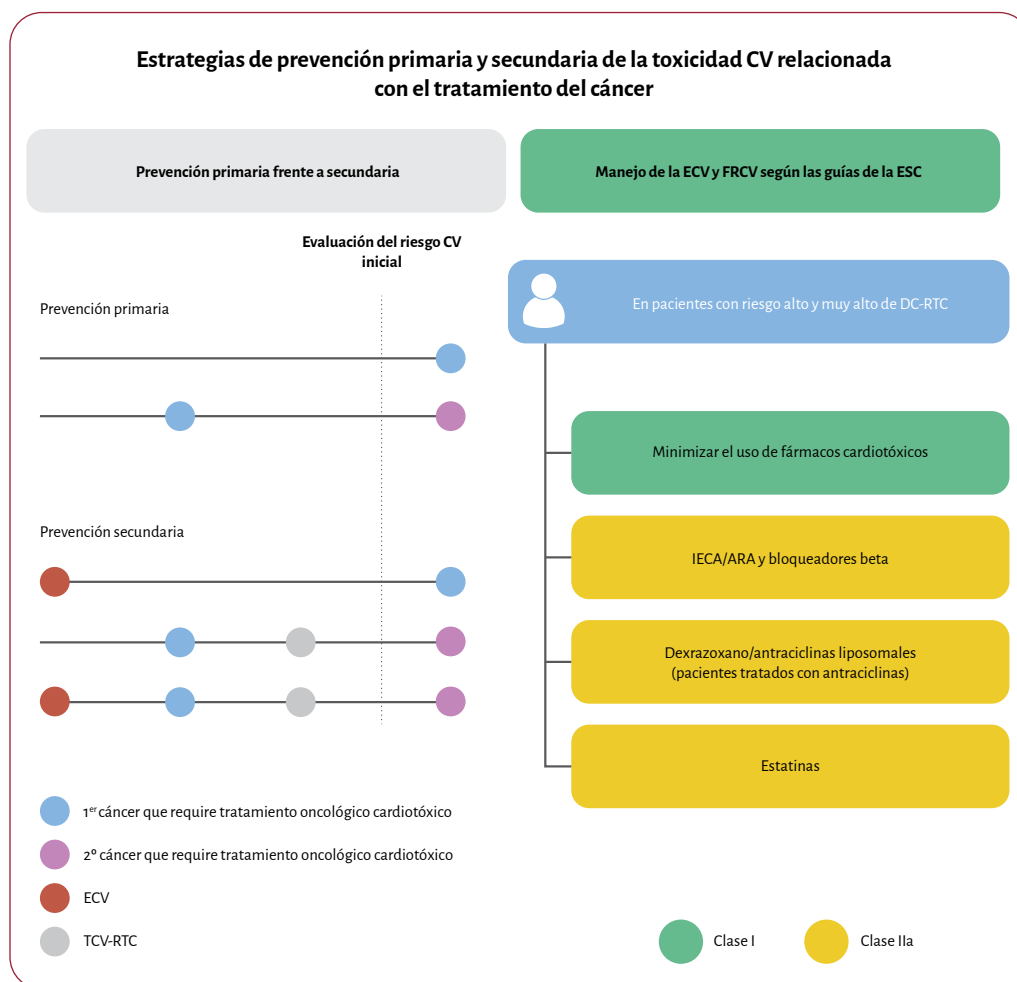 Estrategias de prevención primaria y secundaria de la toxicidad CV relacionada
con el tratamiento del cáncer
Prevención primaria frente a secundaria
Manejo de la ECV y FRCV según las guías de la ESC
Evaluación del riesgo CV
inicial
Prevención primaria
Prevención secundaria
1er cáncer que require tratamiento oncológico cardiotóxico
2º cáncer que require tratamiento oncológico cardiotóxico
ECV
TCV-RTC
En pacientes con riesgo alto y muy alto de DC-RTC
Minimizar el uso de fármacos cardiotóxicos
IECA/ARA y bloqueadores beta
Dexrazoxano/antraciclinas liposomales
(pacientes tratados con antraciclinas)
Estatinas
Clase I
Clase IIa